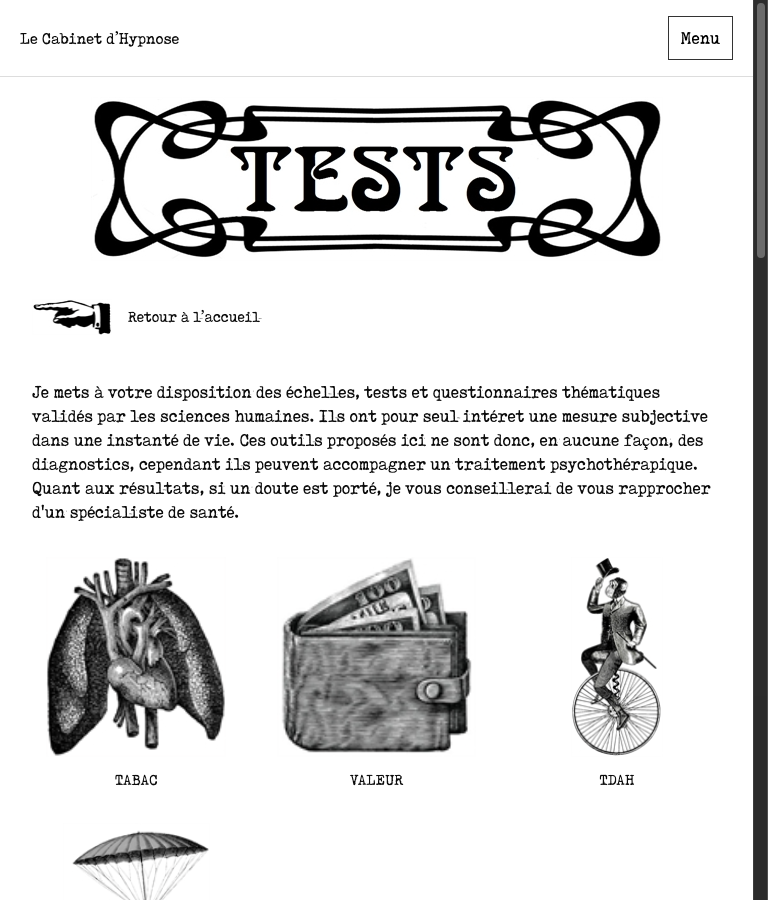 Le Cabinet d’Hypnose
Menu
TESTS
Retour à l’accueil
Je mets à votre disposition des échelles, tests et questionnaires thématiques
validés par les sciences humaines. Ils ont pour seul intéret une mesure subjective
dans une instanté de vie. Ces outils proposés ici ne sont donc, en aucune façon, des
diagnostics, cependant ils peuvent accompagner un traitement psychothérapique.
Quant aux résultats, si un doute est porté, je vous conseillerai de vous rapprocher
d'un spécialiste de santé.
100
100
TABAC
VALEUR
TDAH